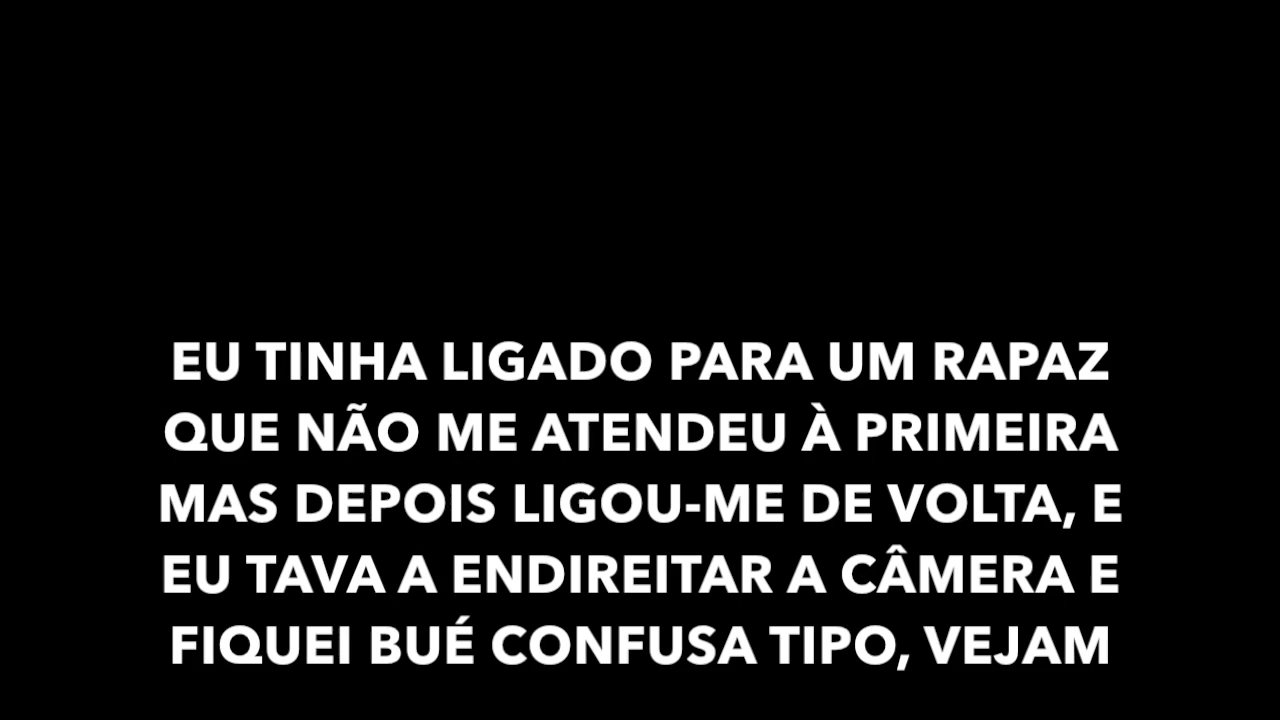 EU TINHA LIGADO PARA UM RAPAZ
QUE NÃO ME ATENDEU À PRIMEIRA
MAS DEPOIS LIGOU-ME DE VOLTA, E
EU TAVA A ENDIREITAR A CÂMERA E
FIQUEI BUÉ CONFUSA TIPO, VEJAM